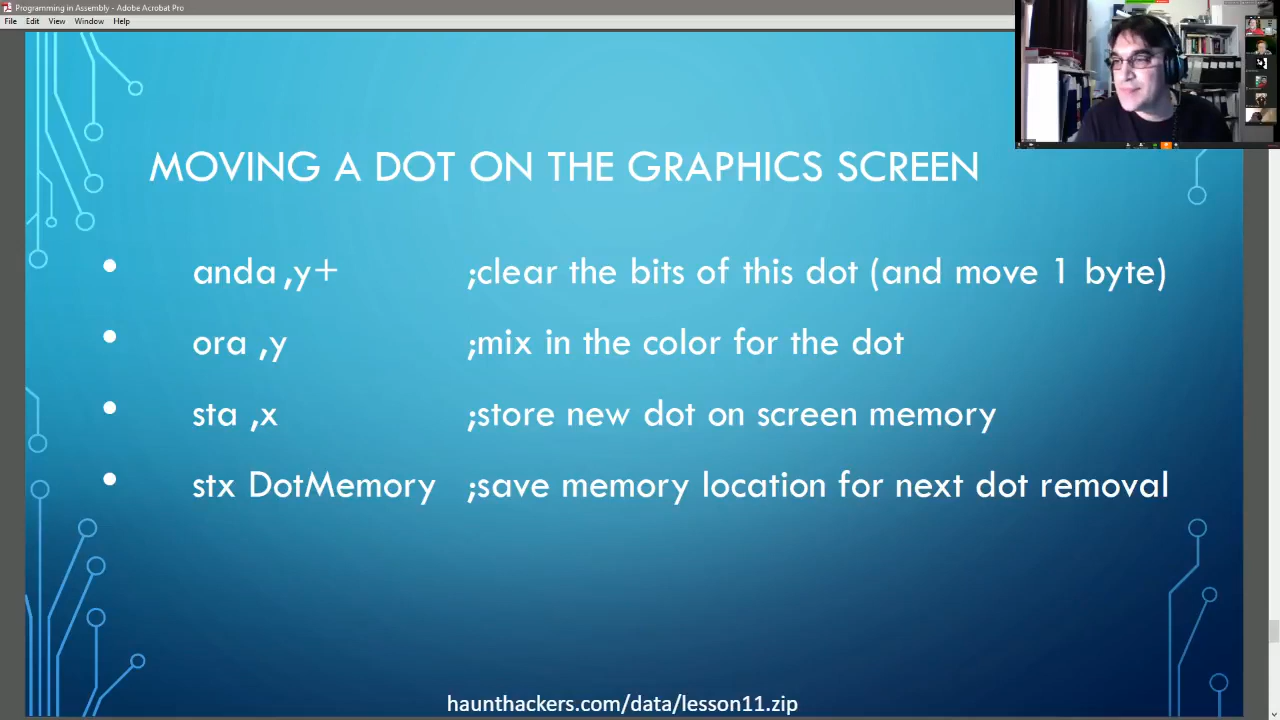 Programming in Assembly - Adobe Acrobat Pro
File Edit View Window Help
MOVING A DOT ON THE GRAPHICS SCREEN
• anda ,y+ ;clear the bits of this dot (and move 1 byte)
• ora ,y ;mix in the color for the dot
• sta ,x ;store new dot on screen memory
• stx DotMemory ;save memory location for next dot removal
haunthackers.com/data/lesson11.zip